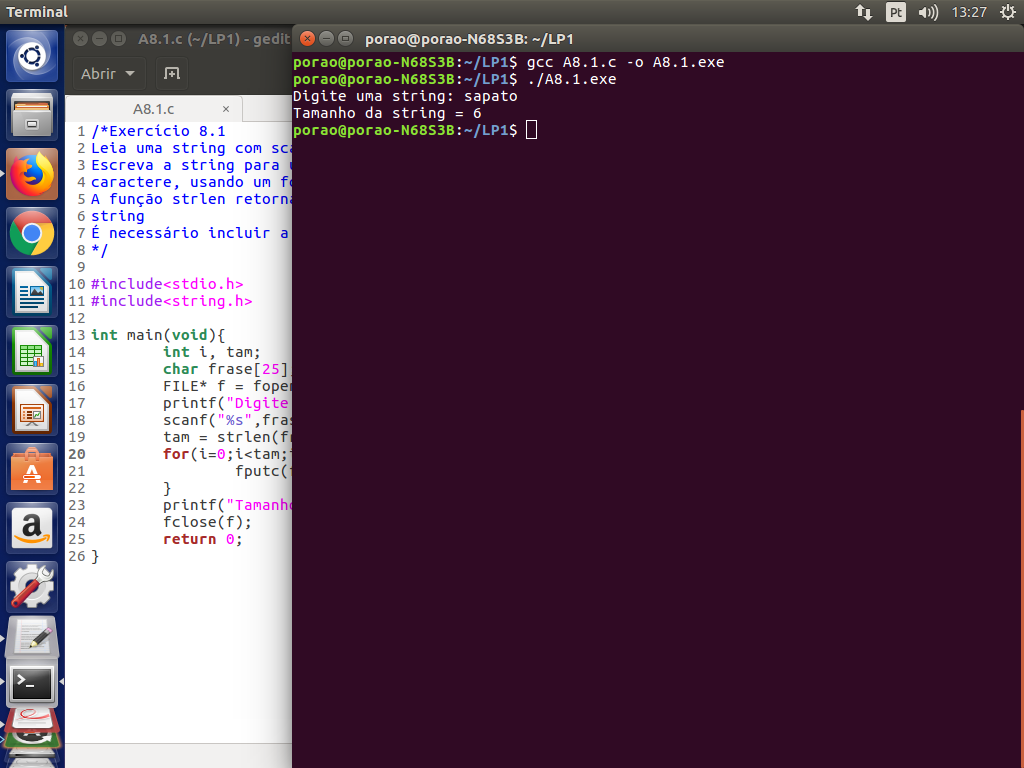 Terminal
Pt
13:27
A8.1.c (~/LP1) - gedit
porao@porao-N68S3B: ~/LP1
Abrir
A8.1.c ×
1 /*Exercício 8.1
2 Leia uma string com sca
3 Escreva a string para u
4 caractere, usando um fo
5 A função strlen retorna
6 string
7 É necessário incluir a
8 */
9
10 #include<stdio.h>
11 #include<string.h>
12
13 int main(void){
14 int i, tam;
15 char frase[25]
16 FILE* f = fopen
17 printf("Digite
18 scanf("%s",fras
19 tam = strlen(fr
20 for(i=0;i<tam;
21 fputc(
22 }
23 printf("Tamanho
24 fclose(f);
25 return 0;
26 }
porao@porao-N68S3B:~/LP1$ gcc A8.1.c -o A8.1.exe
porao@porao-N68S3B:~/LP1$ ./A8.1.exe
Digite uma string: sapato
Tamanho da string = 6
porao@porao-N68S3B:~/LP1$